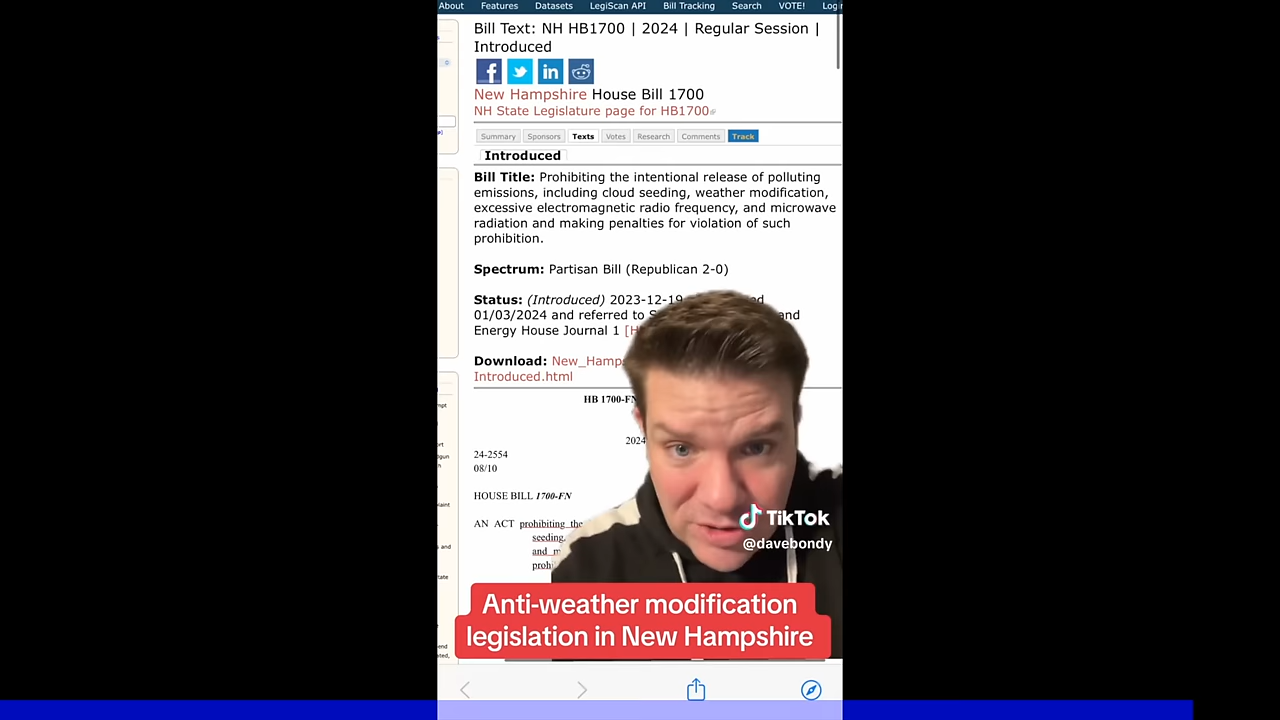 About Features Datasets LegiScan API Bill Tracking Search VOTE!
Bill Text: NH HB1700 | 2024 | Regular Session |
Introduced
New Hampshire House Bill 1700
NH State Legislature page for HB1700
Summary Sponsors Texts Votes Research Comments Track
Introduced
Bill Title: Prohibiting the intentional release of polluting
emissions, including cloud seeding, weather modification,
excessive electromagnetic radio frequency, and microwave
radiation and making penalties for violation of such
prohibition.
Spectrum: Partisan Bill (Republican 2-0)
Status: (Introduced) 2023-12-19
01/03/2024 and referred to and
Energy House Journal 1
Download: New_Hamps
Introduced.html
HB 1700-FN
2024
24-2554
08/10
HOUSE BILL 1700-FN
AN ACT prohibiting the
seeding,
and
TikTok
@davebondy
Anti-weather modification
legislation in New Hampshire